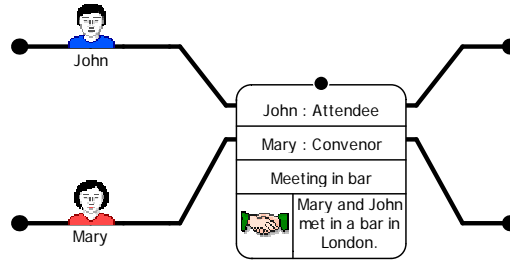 John
John : Attendee
Mary : Convenor
Meeting in bar
Mary and John
met in a bar in
London.
Mary